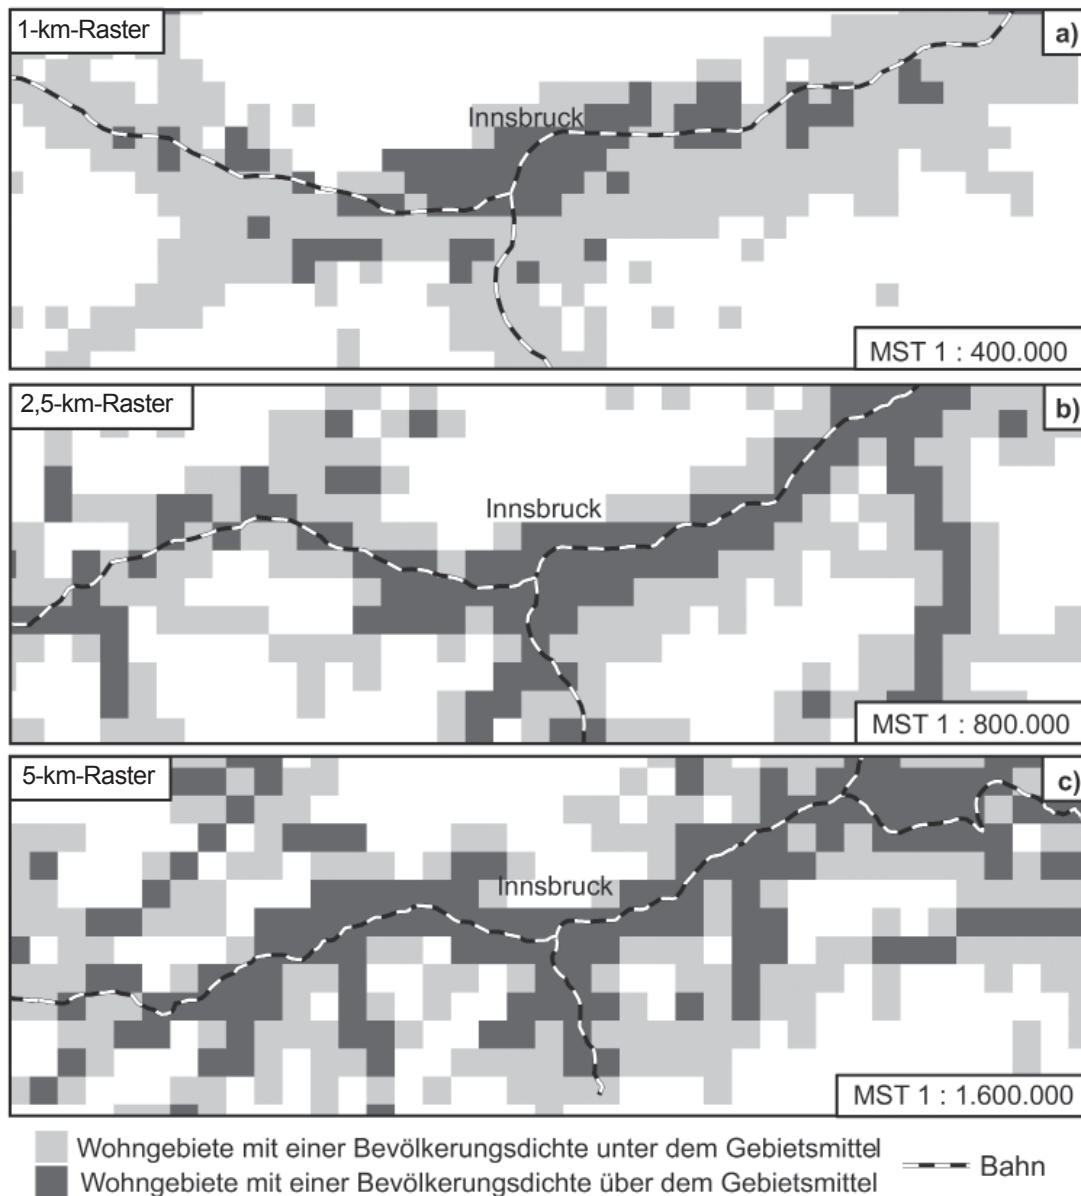 1-km-Raster
a)
Innsbruck
MST 1 : 400.000
2,5-km-Raster
b)
Innsbruck
MST 1 : 800.000
5-km-Raster
c)
Innsbruck
MST 1 : 1.600.000
Wohngebiete mit einer Bevölkerungsdichte unter dem Gebietsmittel
Wohngebiete mit einer Bevölkerungsdichte über dem Gebietsmittel
Bahn